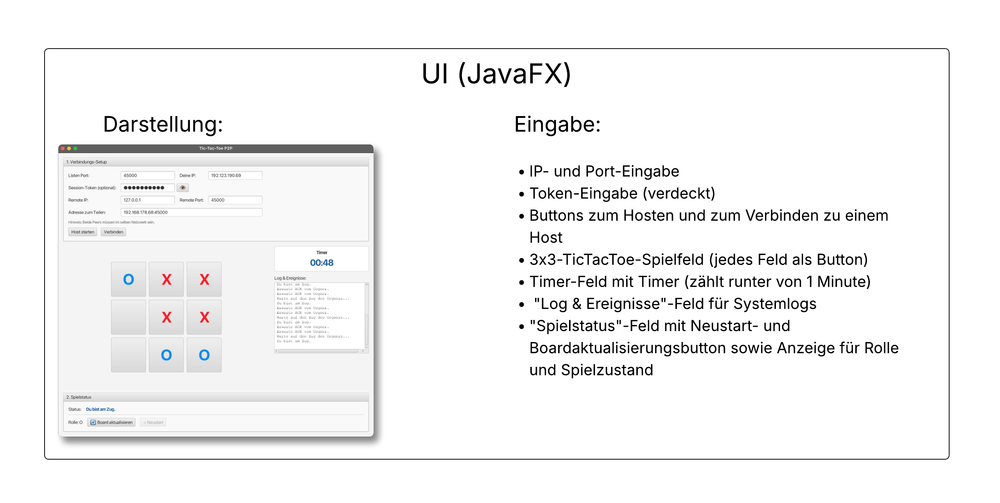 UI (JavaFX)
Darstellung:
Tic-Tac-Toe P2P
1. Verbindungs-Setup
Listen Port: 45000 Deine IP: 192.123.190.69
Session-Token (optional): ●●●●●●●●●●
Remote IP: 127.0.0.1 Remote Port: 45000
Adresse zum Teilen: 192.168.178.68:45000
Hinweis: Beide Peers müssen im selben Netzwerk sein.
Host starten Verbinden
Timer
00:48
Log & Ereignisse:
Du bist am Zug.
Erwarte ACK vom Gegner.
Erwarte ACK vom Gegner.
Warte auf den Zug des Gegners...
Du bist am Zug.
Erwarte ACK vom Gegner.
Erwarte ACK vom Gegner.
Warte auf den Zug des Gegners...
Du bist am Zug.
Erwarte ACK vom Gegner.
Erwarte ACK vom Gegner.
Warte auf den Zug des Gegners...
Du bist am Zug.
O X X
X X
O O
2. Spielstatus
Status: Du bist am Zug.
Rolle: O Board aktualisieren Neustart
Eingabe:
• IP- und Port-Eingabe
• Token-Eingabe (verdeckt)
• Buttons zum Hosten und zum Verbinden zu einem
Host
• 3x3-TicTacToe-Spielfeld (jedes Feld als Button)
• Timer-Feld mit Timer (zählt runter von 1 Minute)
• "Log & Ereignisse"-Feld für Systemlogs
• "Spielstatus"-Feld mit Neustart- und
Boardaktualisierungsbutton sowie Anzeige für Rolle
und Spielzustand